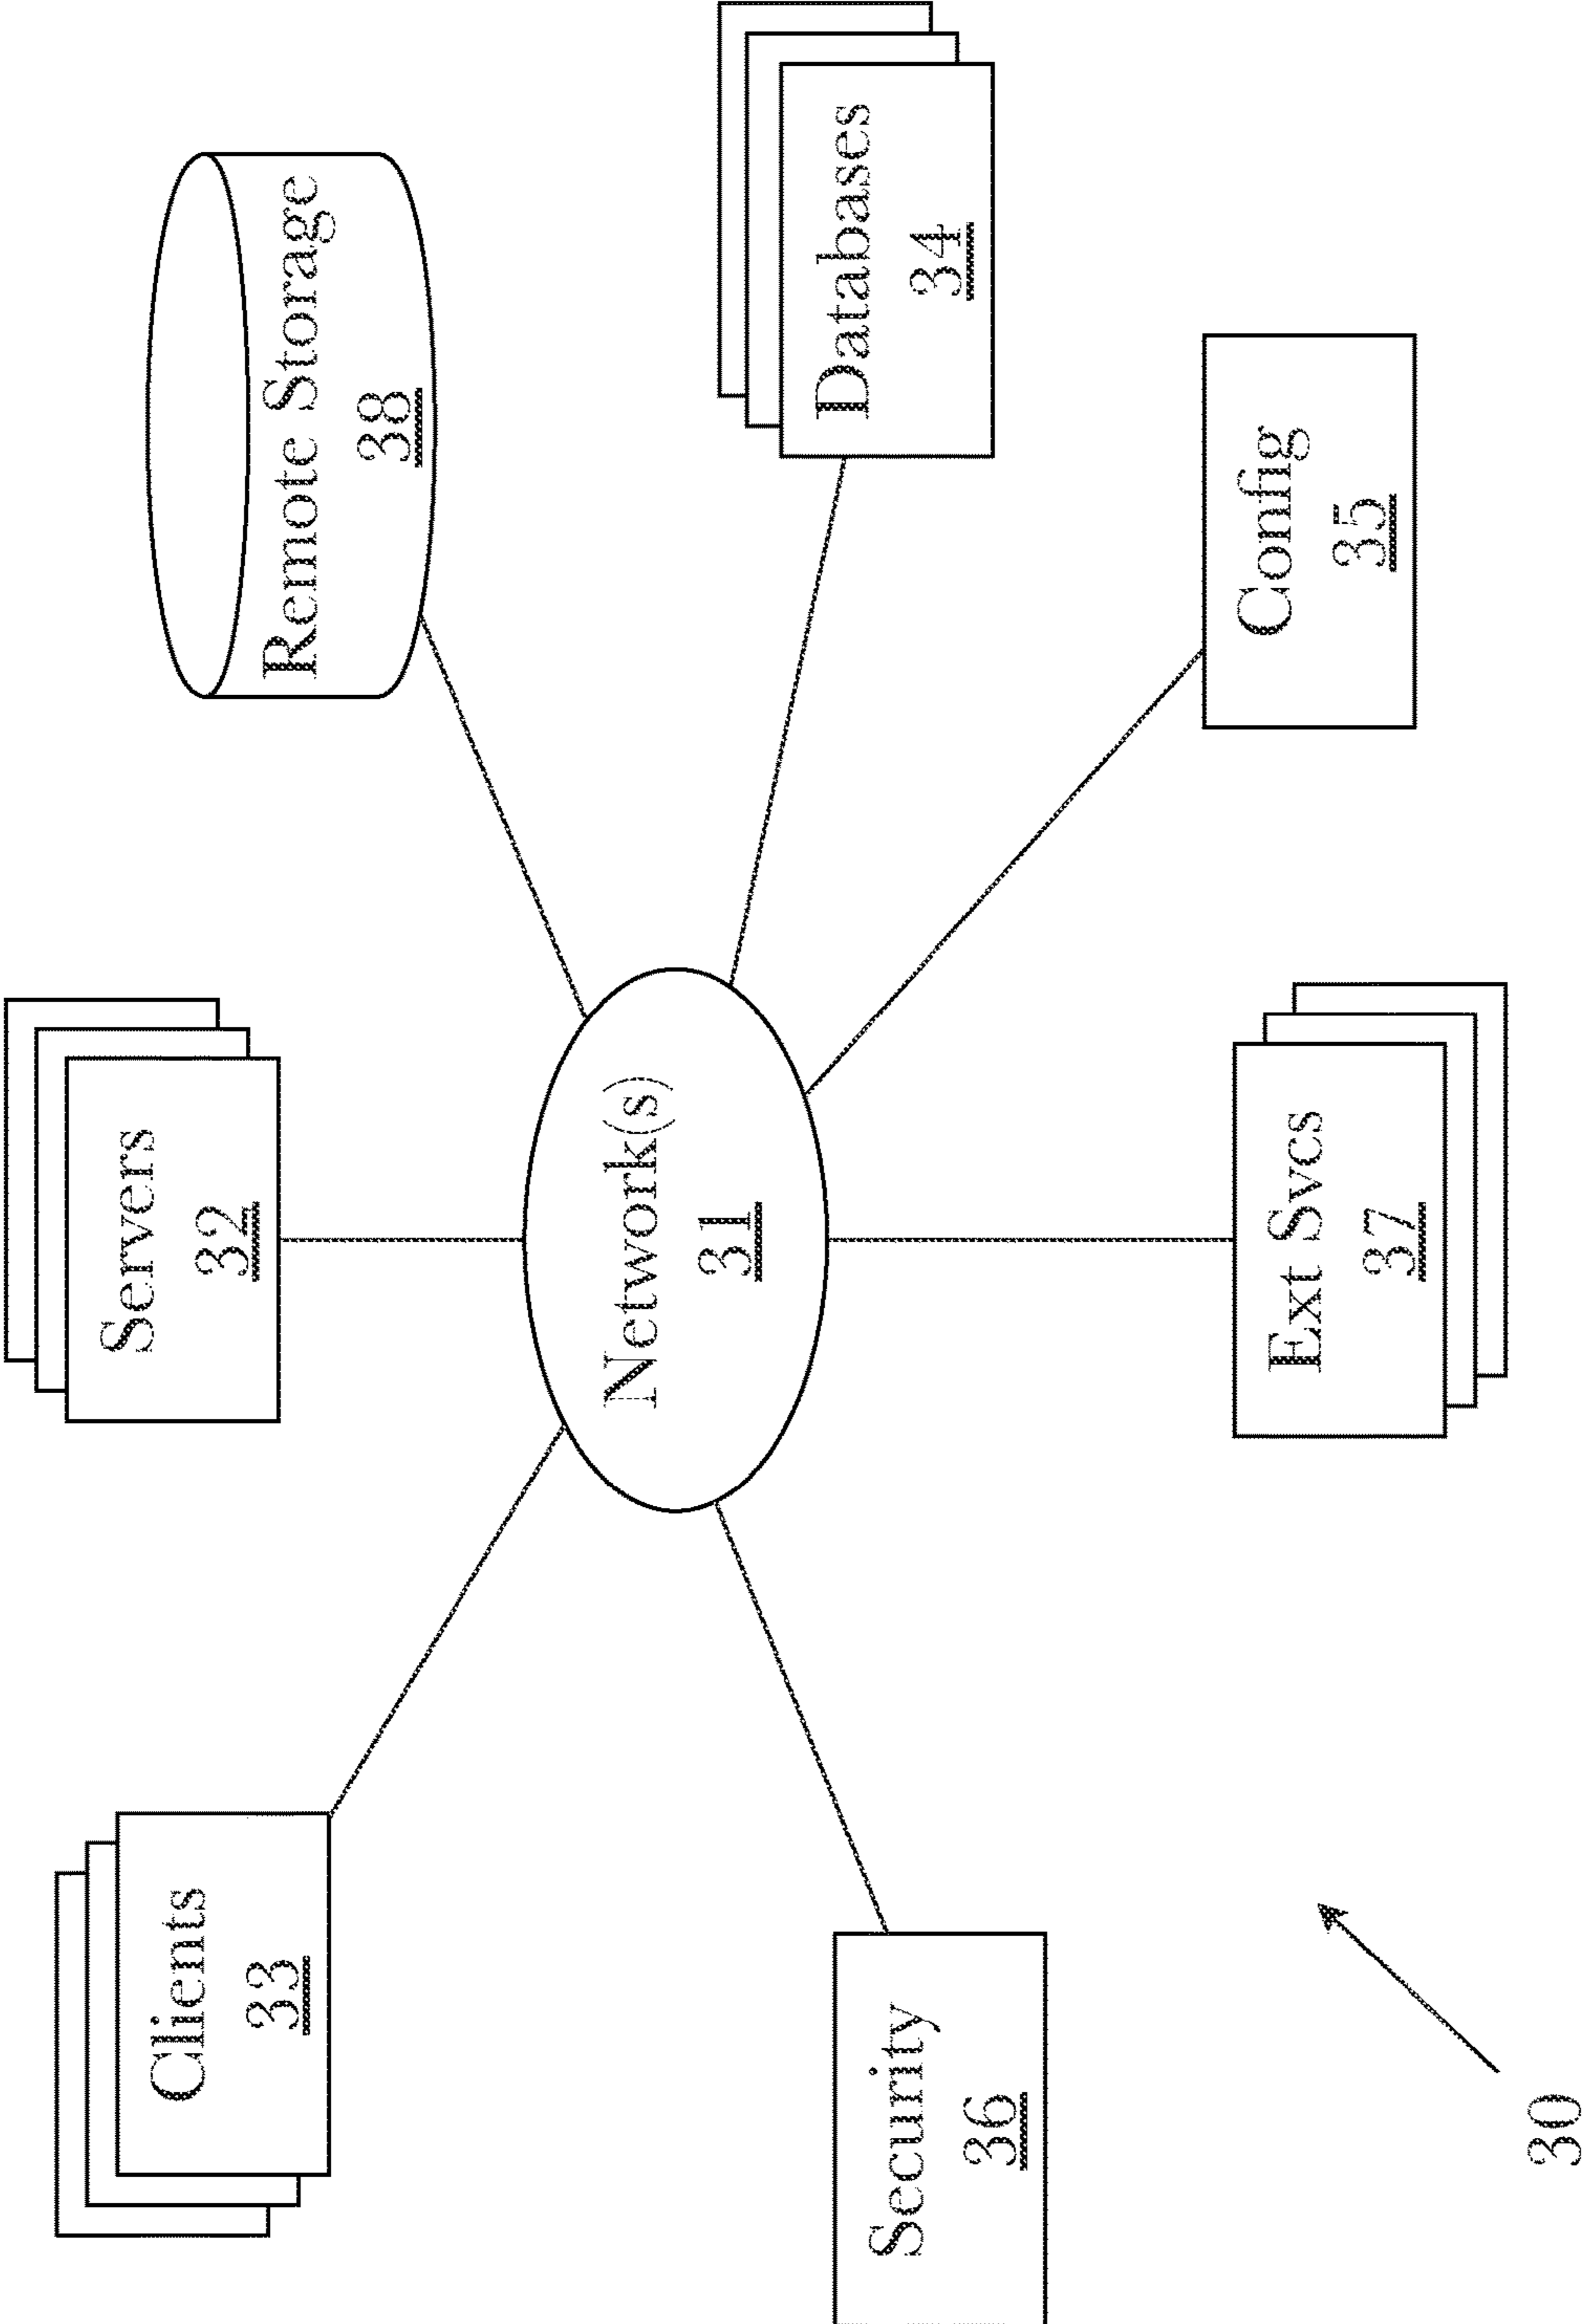 Clients
33
Servers
32
Remote Storage
38
Network(s)
31
Databases
34
Security
36
Ext Svcs
37
Config
35
30